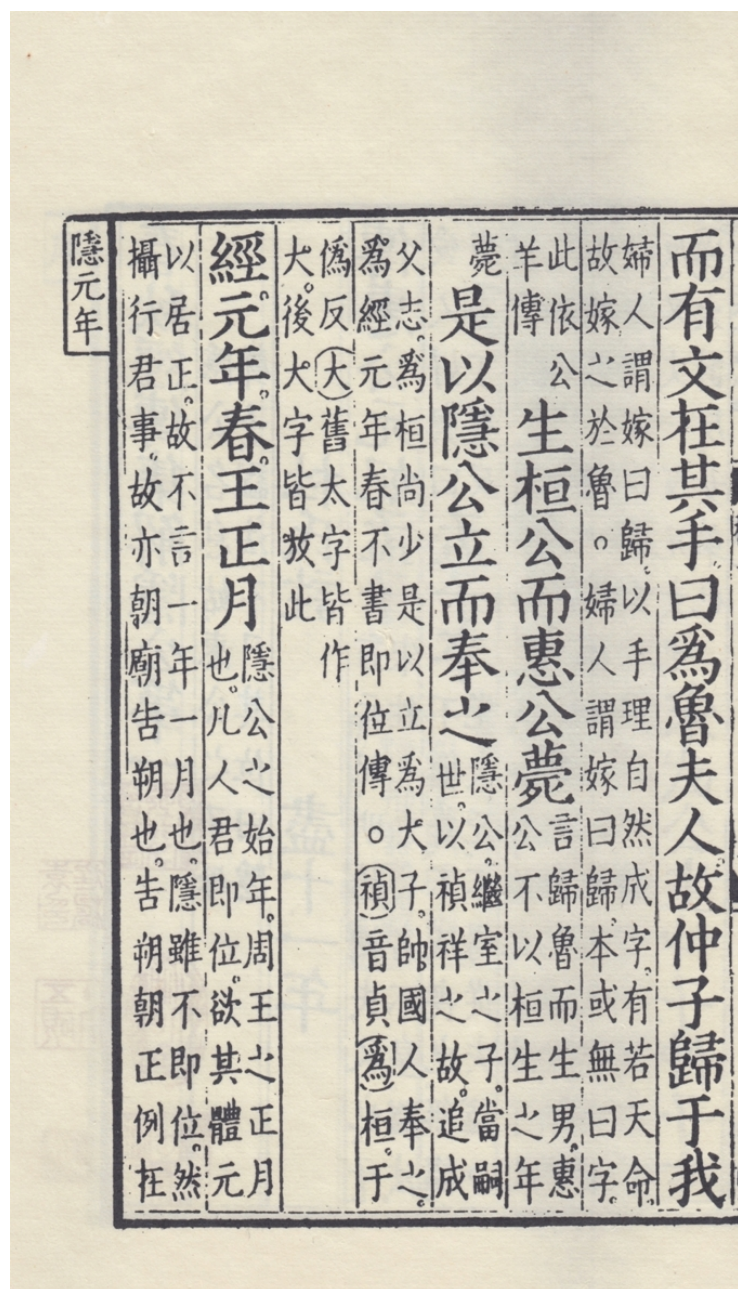 而有文在其手曰爲魯夫人故仲子歸于我
婦人謂嫁曰歸以手理自然成字有若天命
故嫁之於魯。婦人謂嫁曰歸本或無曰字
此依公
羊傳
生桓公而惠公薨
言歸魯而生男惠
公不以桓生之年
薨
是以隱公立而奉之
隱公繼室之子當嗣
世以禎祥之故追成
父志爲桓尚少是以立爲大子帥國人奉之
爲經元年春不書即位傳○禎音貞爲桓于
僞反大舊太字皆作
大後大字皆放此
經元年春王正月
隱公之始年周王之正月
也凡人君即位欲其體元
以居正故不言一年一月也隱雖不即位然
攝行君事故亦朝廟告朔也告朔朝正例在
隱元年